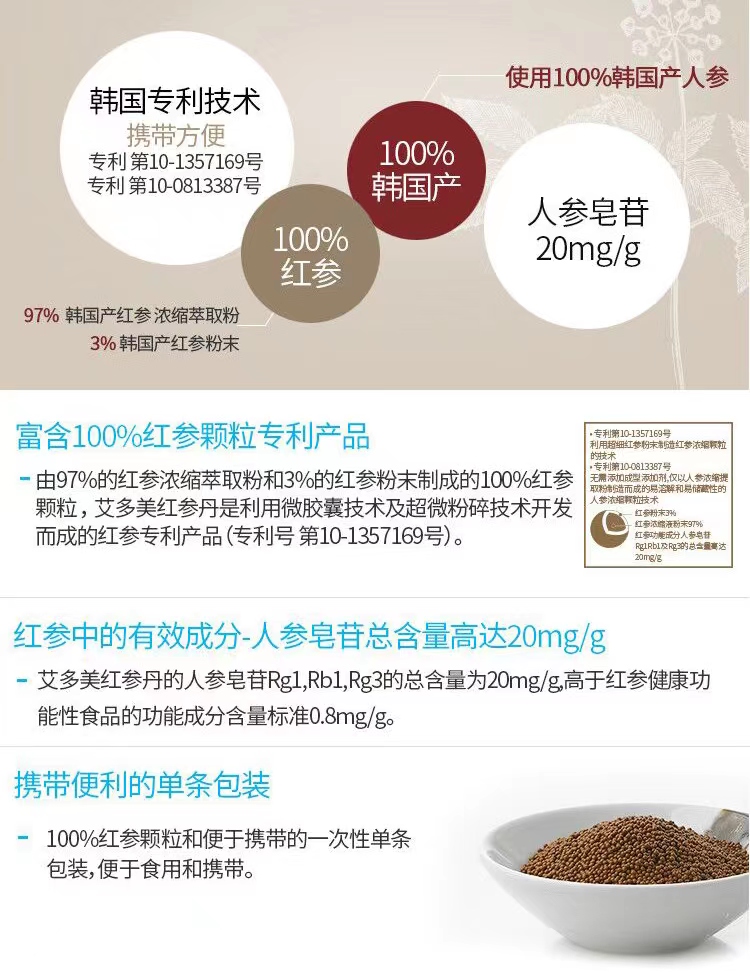 使用100%韩国产人参
韩国专利技术
携带方便
专利 第10-1357169号
专利 第10-0813387号
100%
韩国产
人参皂苷
20mg/g
100%
红参
97% 韩国产红参 浓缩萃取粉
3% 韩国产红参粉末
富含100%红参颗粒专利产品
- 由97%的红参浓缩萃取粉和3%的红参粉末制成的100%红参
颗粒，艾多美红参丹是利用微胶囊技术及超微粉碎技术开发
而成的红参专利产品（专利号 第10-1357169号）。
• 专利第10-1357169号
利用超细红参粉末制造红参浓缩颗粒
的技术
• 专利第10-0813387号
无需添加成型添加剂,仅以人参浓缩提
取粉制造而成的易溶解和易储藏性的
人参浓缩颗粒技术
红参粉末3%
红参浓缩液粉末97%
红参功能成分人参皂苷
Rg1Rb1及Rg3的总含量高达
20mg/g
红参中的有效成分-人参皂苷总含量高达20mg/g
- 艾多美红参丹的人参皂苷Rg1,Rb1,Rg3的总含量为20mg/g,高于红参健康功
能性食品的功能成分含量标准0.8mg/g。
携带便利的单条包装
- 100%红参颗粒和便于携带的一次性单条
包装,便于食用和携带。